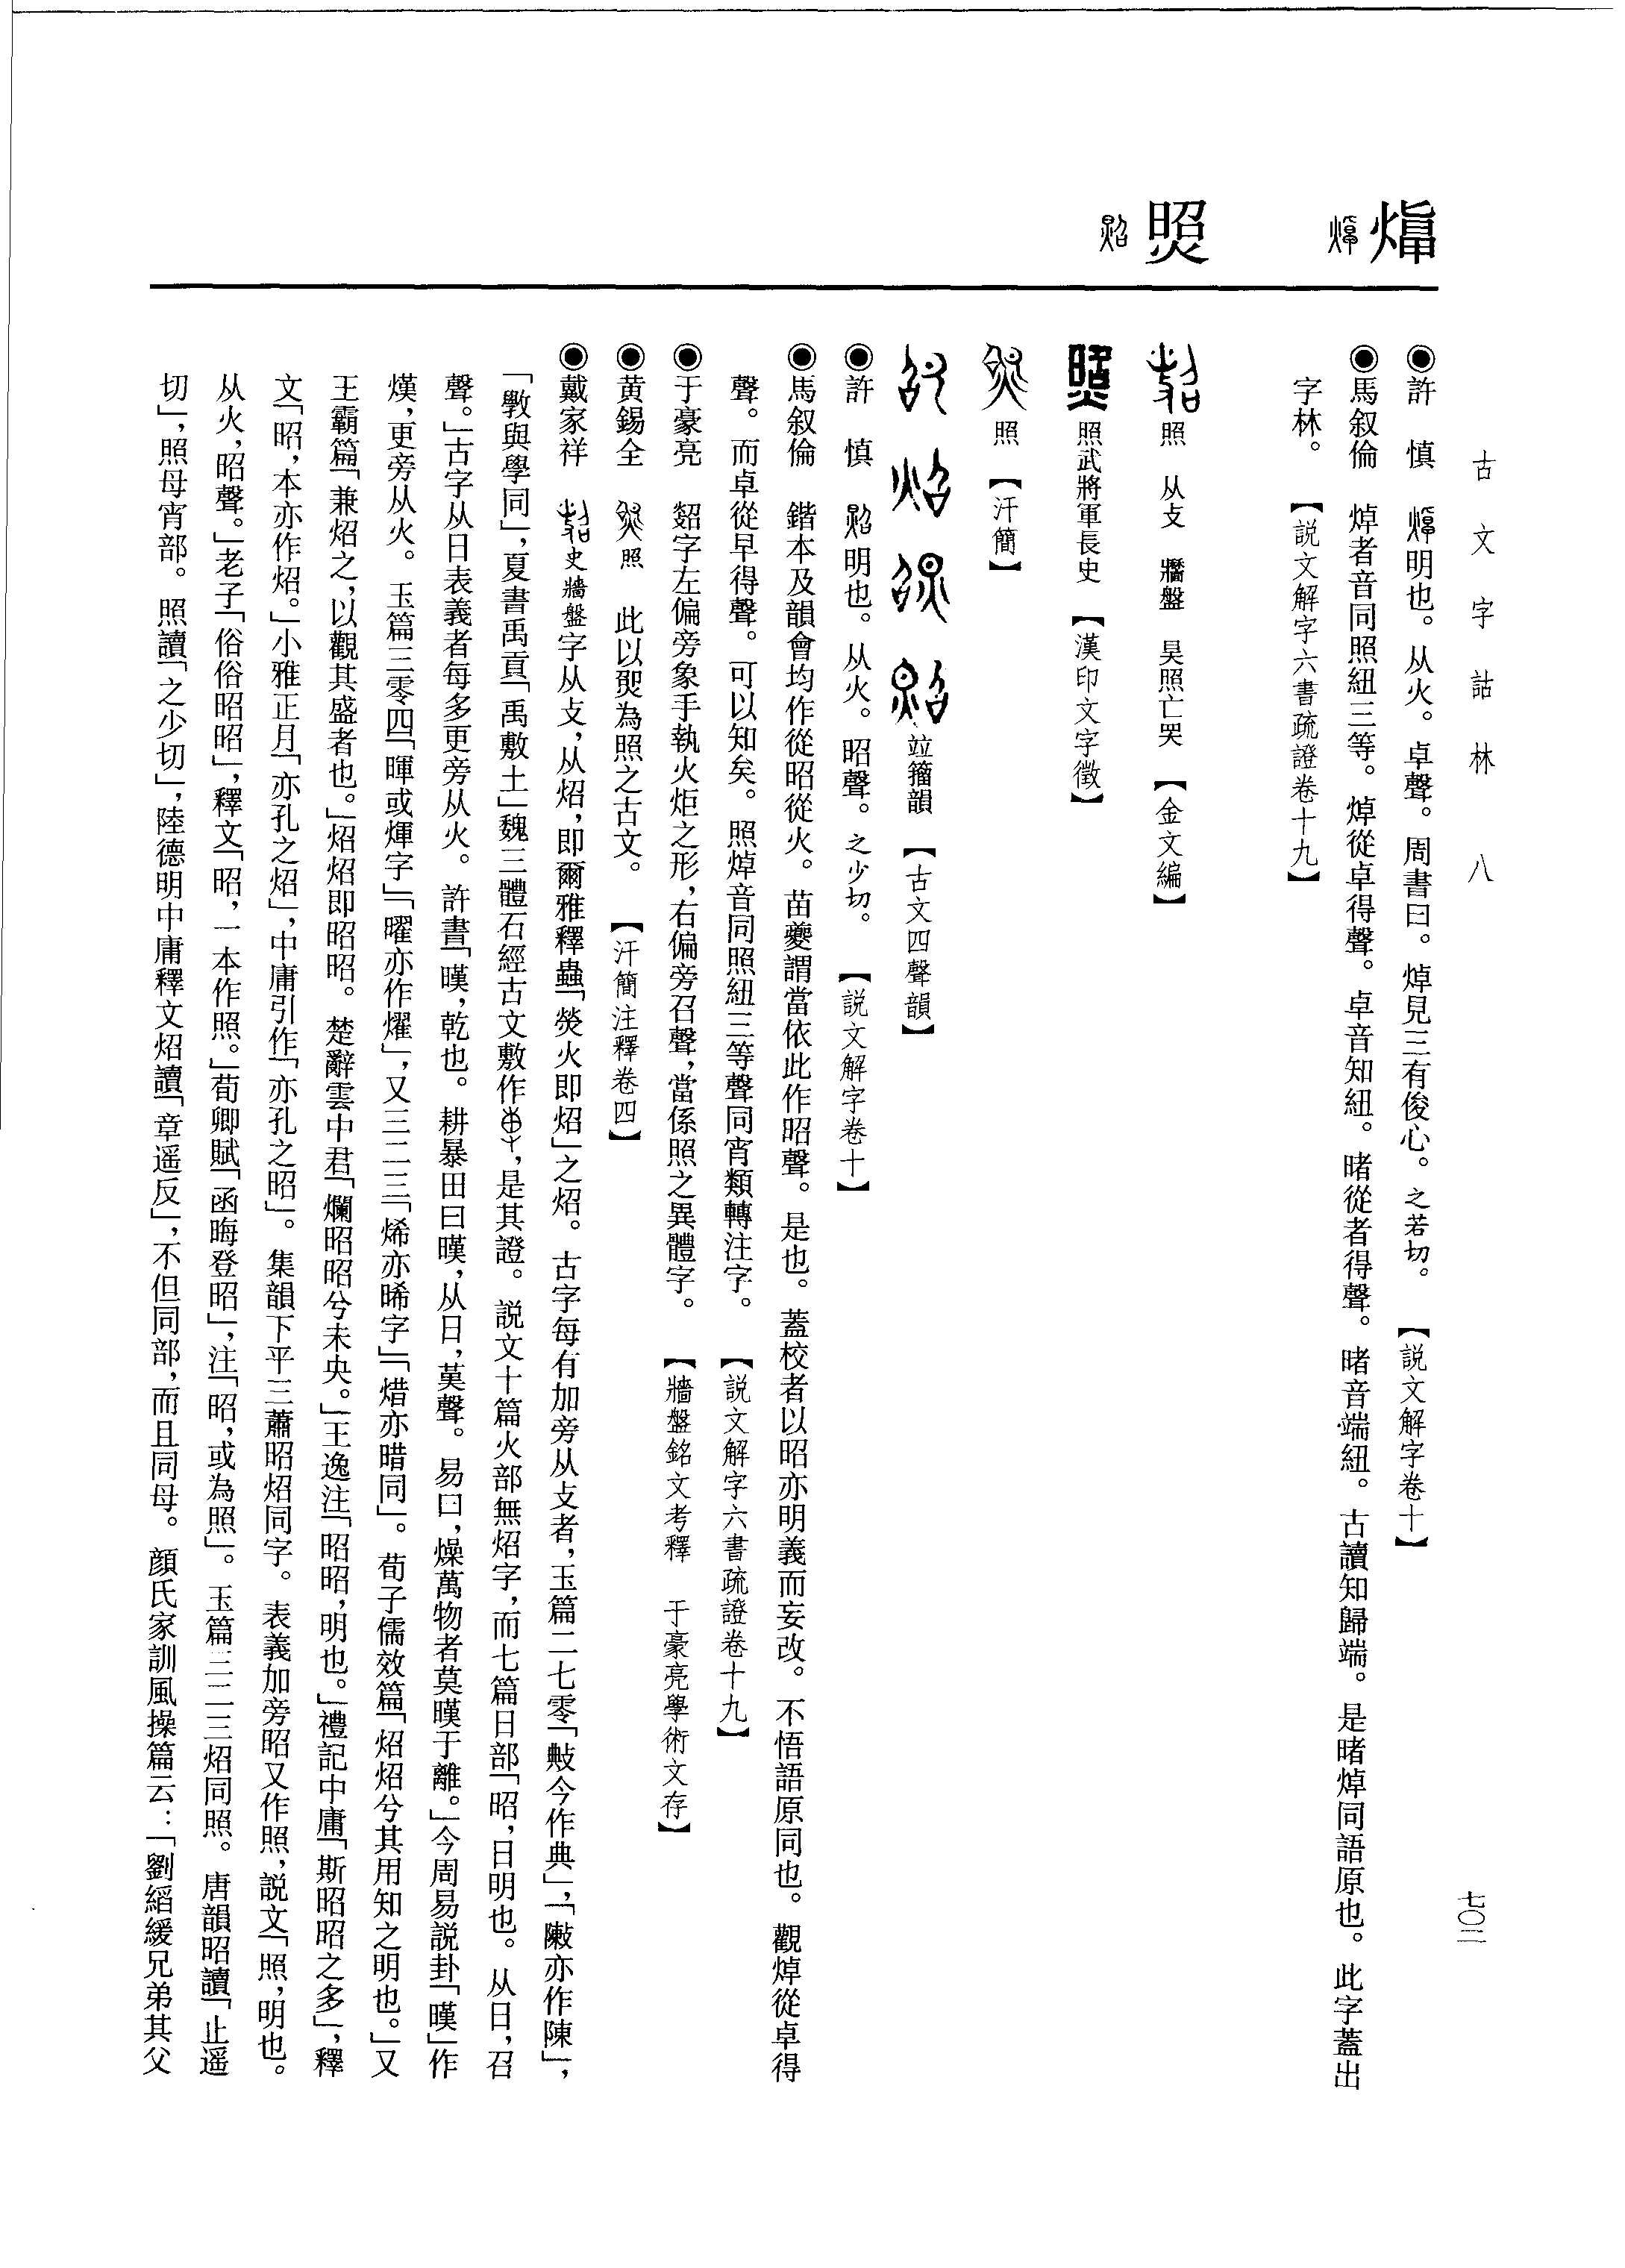 古文字詁林 八
七〇二
焯
●許 慎 明也。从火。卓聲。周書曰。焯見三有俊心。之若切。【説文解字卷十】
●馬叙倫 焯者音同照紐三等。焯從卓得聲。卓音知紐。暏從者得聲。暏音端紐。古讀知歸端。是暏焯同語原也。此字蓋出
字林。【説文解字六書疏證卷十九】
照
照 从攴 牆盤 昊照亡哭 【金文編】
照武將軍長史 【漢印文字徵】
照 【汗簡】
竝籀韻 【古文四聲韻】
●許 慎 明也。从火。昭聲。之少切。【説文解字卷十】
●馬叙倫 鍇本及韻會均作從昭從火。苗夔謂當依此作昭聲。是也。蓋校者以昭亦明義而妄改。不悟語原同也。觀焯從卓得
聲。而卓從早得聲。可以知矣。照焯音同照紐三等聲同宵類轉注字。【説文解字六書疏證卷十九】
●于豪亮 字左偏旁象手執火炬之形，右偏旁召聲，當係照之異體字。【牆盤銘文考釋 于豪亮學術文存】
●黄錫全 照 此以為照之古文。【汗簡注釋卷四】
●戴家祥 史牆盤字从攴，从炤，即爾雅釋蟲「熒火即炤」之炤。古字每有加旁从攴者，玉篇二七零「敟今作典」，「敶亦作陳」，
「斆與學同」，夏書禹貢「禹敷土」魏三體石經古文敷作，是其證。説文十篇火部無炤字，而七篇日部「昭，日明也。从日，召
聲。」古字从日表義者每多更旁从火。許書「暵，乾也。耕暴田曰暵，从日，堇聲。易曰，燥萬物者莫暵于離。」今周易説卦「暵」作
熯，更旁从火。玉篇三零四「暉或煇字」「曜亦作燿」，又三二三「烯亦晞字」「焟亦暜同」。荀子儒效篇「炤炤兮其用知之明也。」又
王霸篇「兼炤之，以觀其盛者也。」炤炤即昭昭。楚辭雲中君「爛昭昭兮未央。」王逸注「昭昭，明也。」禮記中庸「斯昭昭之多」，釋
文「昭，本亦作炤。」小雅正月「亦孔之炤」，中庸引作「亦孔之昭」。集韻下平三蕭昭炤同字。表義加旁昭又作照，説文「照，明也。
从火，昭聲。」老子「俗俗昭昭」，釋文「昭，一本作照。」荀卿賦「函晦登昭」，注「昭，或為照」。玉篇三二三炤同照。唐韻昭讀「止遥
切」，照母宵部。照讀「之少切」，陸德明中庸釋文炤讀「章遥反」，不但同部，而且同母。顔氏家訓風操篇云：「劉縚緩兄弟其父